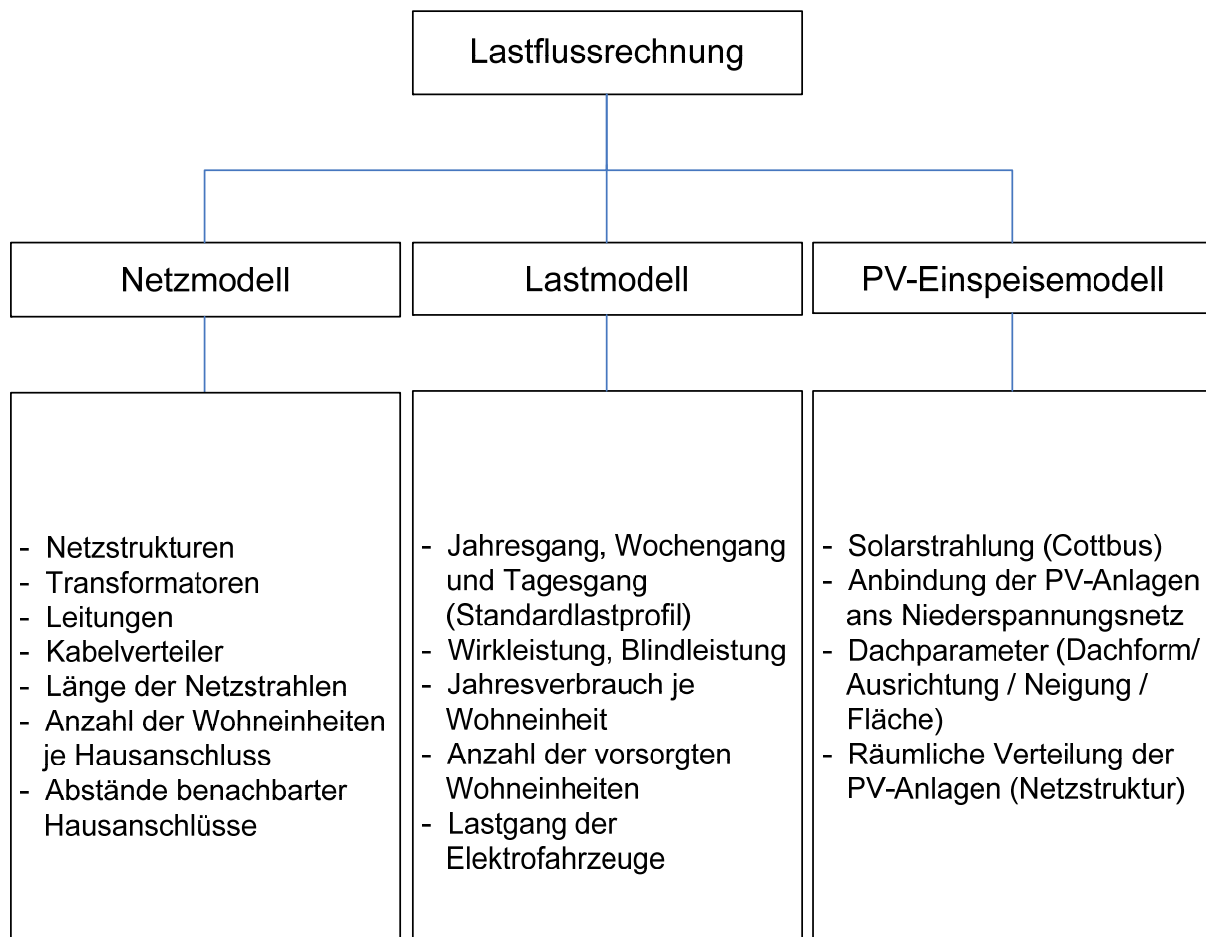 Lastflussrechnung
Netzmodell
Lastmodell
PV-Einspeisemodell
- Netzstrukturen
- Transformatoren
- Leitungen
- Kabelverteiler
- Länge der Netzstrahlen
- Anzahl der Wohneinheiten
je Hausanschluss
- Abstände benachbarter
Hausanschlüsse
- Jahresgang, Wochengang
und Tagesgang
(Standardlastprofil)
- Wirkleistung, Blindleistung
- Jahresverbrauch je
Wohneinheit
- Anzahl der vorsorgten
Wohneinheiten
- Lastgang der
Elektrofahrzeuge
- Solarstrahlung (Cottbus)
- Anbindung der PV-Anlagen
ans Niederspannungsnetz
- Dachparameter (Dachform/
Ausrichtung / Neigung /
Fläche)
- Räumliche Verteilung der
PV-Anlagen (Netzstruktur)